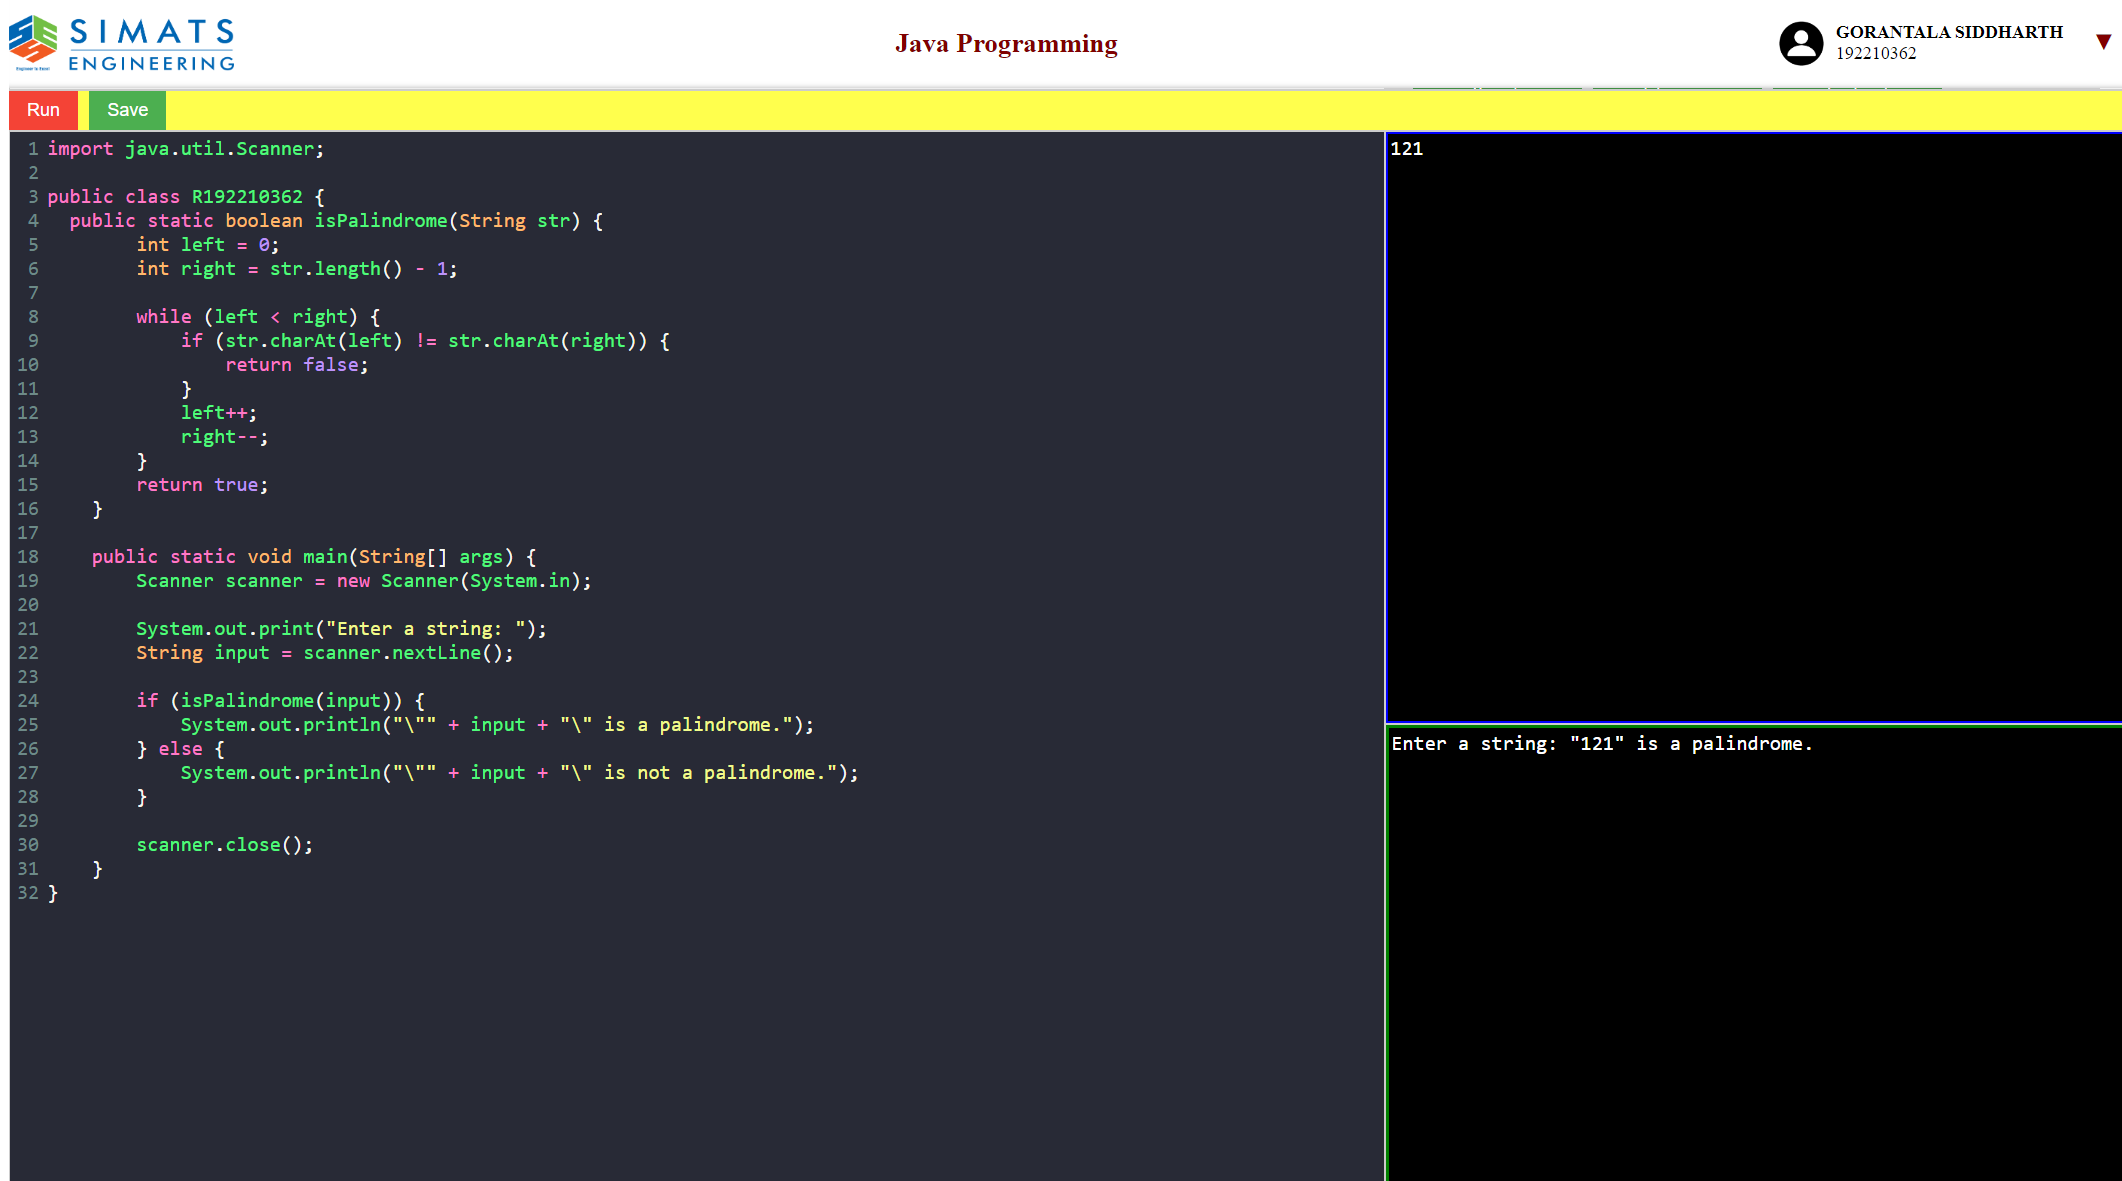 SIMATS
ENGINEERING
Engineer to Excel
Java Programming
GORANTALA SIDDHARTH
192210362
▼
Run
Save
1 import java.util.Scanner;
2
3 public class R192210362 {
4   public static boolean isPalindrome(String str) {
5         int left = 0;
6         int right = str.length() - 1;
7
8         while (left < right) {
9             if (str.charAt(left) != str.charAt(right)) {
10                 return false;
11             }
12             left++;
13             right--;
14         }
15         return true;
16     }
17
18     public static void main(String[] args) {
19         Scanner scanner = new Scanner(System.in);
20
21         System.out.print("Enter a string: ");
22         String input = scanner.nextLine();
23
24         if (isPalindrome(input)) {
25             System.out.println("\"" + input + "\" is a palindrome.");
26         } else {
27             System.out.println("\"" + input + "\" is not a palindrome.");
28         }
29
30         scanner.close();
31     }
32 }
121
Enter a string: "121" is a palindrome.